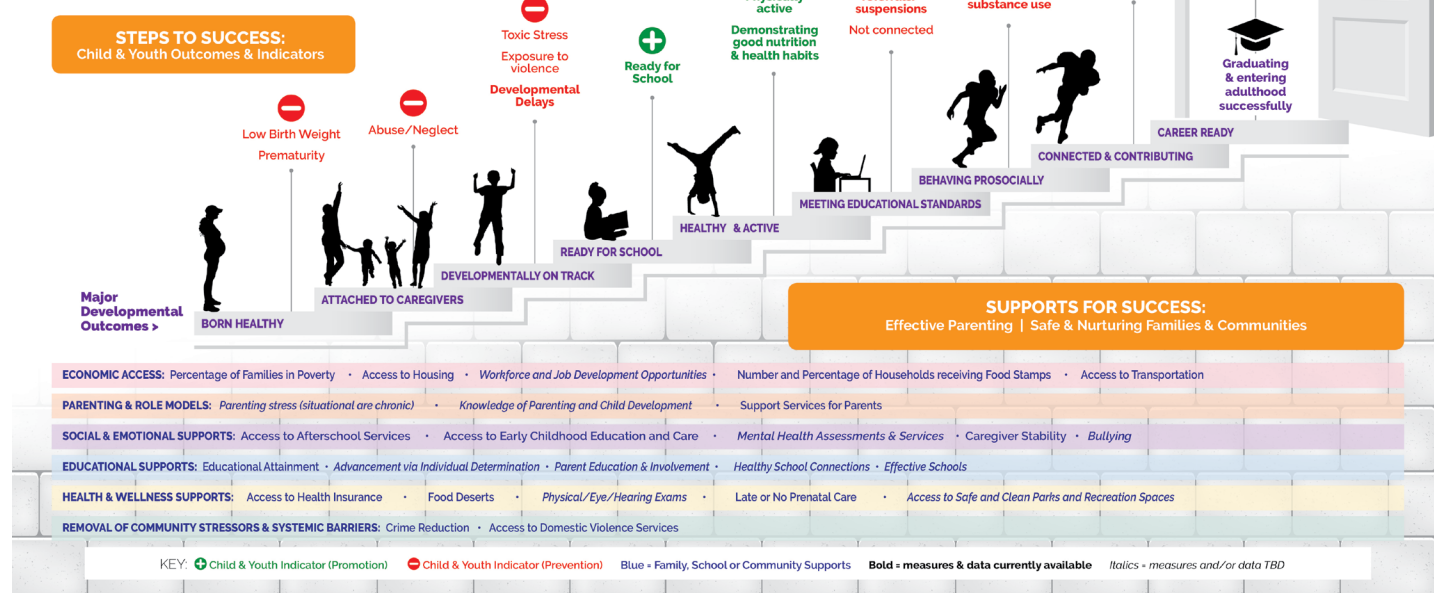 STEPS TO SUCCESS:
Child & Youth Outcomes & Indicators
Low Birth Weight
Prematurity
Abuse/Neglect
Toxic Stress
Exposure to
violence
Developmental
Delays
Ready for
School
active
Demonstrating
good nutrition
& health habits
suspensions
Not connected
substance use
Graduating
& entering
adulthood
successfully
CAREER READY
CONNECTED & CONTRIBUTING
BEHAVING PROSOCIALLY
MEETING EDUCATIONAL STANDARDS
HEALTHY & ACTIVE
READY FOR SCHOOL
DEVELOPMENTALLY ON TRACK
ATTACHED TO CAREGIVERS
BORN HEALTHY
Major
Developmental
Outcomes >
SUPPORTS FOR SUCCESS:
Effective Parenting | Safe & Nurturing Families & Communities
ECONOMIC ACCESS: Percentage of Families in Poverty • Access to Housing • Workforce and Job Development Opportunities • Number and Percentage of Households receiving Food Stamps • Access to Transportation
PARENTING & ROLE MODELS: Parenting stress (situational are chronic) • Knowledge of Parenting and Child Development • Support Services for Parents
SOCIAL & EMOTIONAL SUPPORTS: Access to Afterschool Services • Access to Early Childhood Education and Care • Mental Health Assessments & Services • Caregiver Stability • Bullying
EDUCATIONAL SUPPORTS: Educational Attainment • Advancement via Individual Determination • Parent Education & Involvement • Healthy School Connections • Effective Schools
HEALTH & WELLNESS SUPPORTS: Access to Health Insurance • Food Deserts • Physical/Eye/Hearing Exams • Late or No Prenatal Care • Access to Safe and Clean Parks and Recreation Spaces
REMOVAL OF COMMUNITY STRESSORS & SYSTEMIC BARRIERS: Crime Reduction • Access to Domestic Violence Services
KEY: Child & Youth Indicator (Promotion) Child & Youth Indicator (Prevention) Blue = Family, School or Community Supports Bold = measures & data currently available Italics = measures and/or data TBD